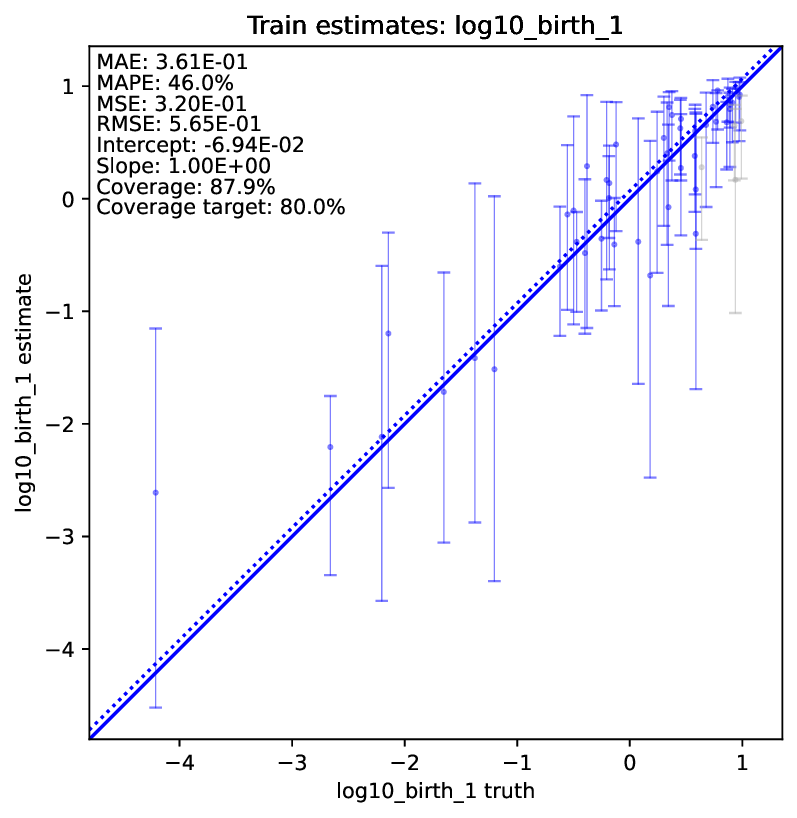 Train estimates: log10_birth_1
MAE: 3.61E-01
MAPE: 46.0%
MSE: 3.20E-01
RMSE: 5.65E-01
Intercept: -6.94E-02
Slope: 1.00E+00
Coverage: 87.9%
Coverage target: 80.0%
1
0
−1
−2
−3
−4
log10_birth_1 estimate
−4 −3 −2 −1 0 1
log10_birth_1 truth